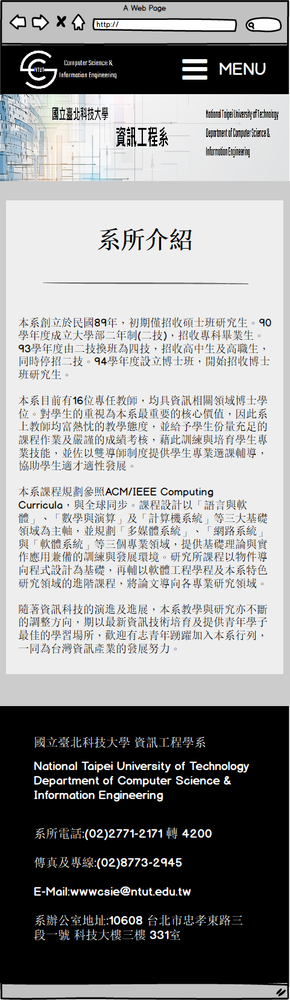 A Web Page
http://
Computer Science &
NTUT
Information Engineering
MENU
國立臺北科技大學
資訊工程系
National Taipei University of Technology
Department of Computer Science &
Information Engineering
系所介紹
本系創立於民國89年，初期僅招收碩士班研究生。90
學年度成立大學部二年制(二技)，招收專科畢業生。
93學年度由二技換班為四技，招收高中生及高職生，
同時停招二技。94學年度設立博士班，開始招收博士
班研究生。
本系目前有16位專任教師，均具資訊相關領域博士學
位。對學生的重視為本系最重要的核心價值，因此系
上教師均富熱忱的教學態度，並給予學生份量充足的
課程作業及嚴謹的成績考核，藉此訓練與培育學生專
業技能，並佐以雙導師制度提供學生專業選課輔導，
協助學生適才適性發展。
本系課程規劃參照ACM/IEEE Computing
Curricula，與全球同步。課程設計以「語言與軟
體」、「數學與演算」及「計算機系統」等三大基礎
領域為主軸，並規劃「多媒體系統」、「網路系統」
與「軟體系統」等三個專業領域，提供基礎理論與實
作應用兼備的訓練與發展環境。研究所課程以物件導
向程式設計為基礎，再輔以軟體工程學程及本系特色
研究領域的進階課程，將論文導向各專業研究領域。
隨著資訊科技的演進及進展，本系教學與研究亦不斷
的調整方向，期以最新資訊技術培育及提供青年學子
最佳的學習場所，歡迎有志青年踴躍加入本系行列，
一同為台灣資訊產業的發展努力。
國立臺北科技大學 資訊工程學系
National Taipei University of Technology
Department of Computer Science &
Information Engineering
系所電話:(02)2771-2171 轉 4200
傳真及專線:(02)8773-2945
E-Mail:wwwcsie@ntut.edu.tw
系辦公室地址:10608 台北市忠孝東路三
段一號 科技大樓三樓 331室